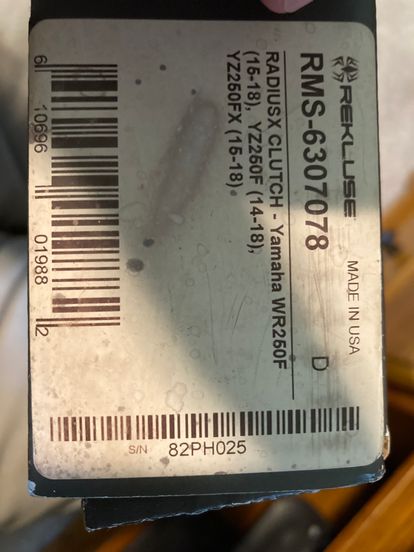 REKLUSE MADE IN USA
RMS-6307078 D
RADIUSX CLUTCH - Yamaha WR250F
(15-18), YZ250F (14-18),
YZ250FX (15-18)
6 10696 01988 2
S/N 82PH025